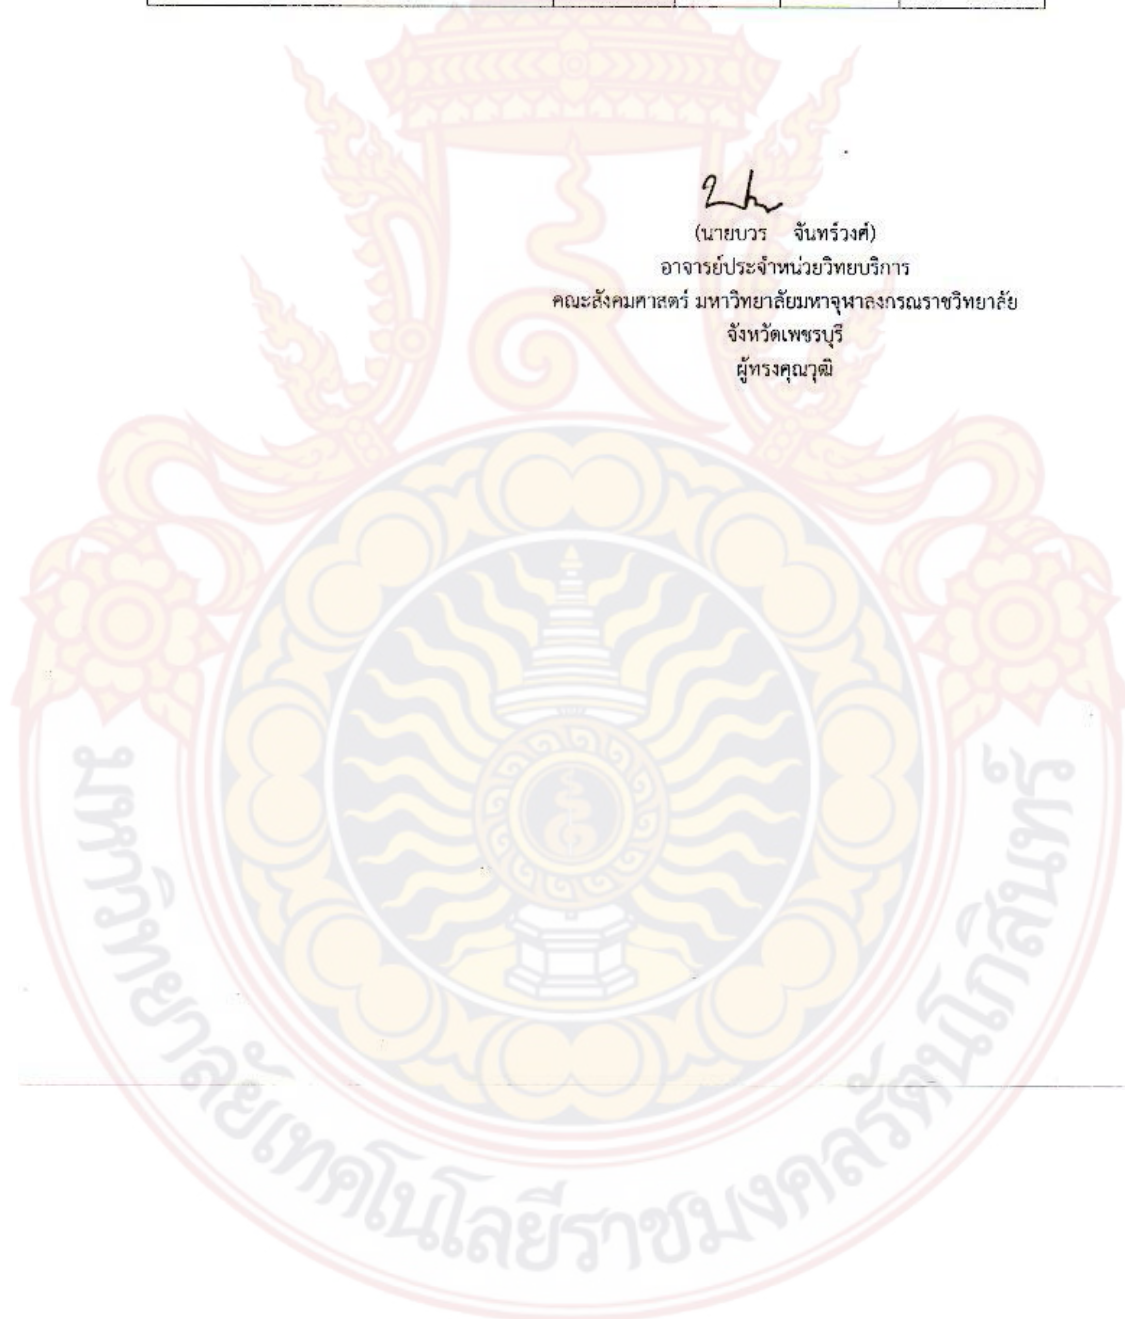 (นายบวร จันทร์วงศ์)
อาจารย์ประจำหน่วยวิทยบริการ
คณะสังคมศาสตร์ มหาวิทยาลัยมหาจุฬาลงกรณราชวิทยาลัย
จังหวัดเพชรบุรี
ผู้ทรงคุณวุฒิ
มหาวิทยาลัยเทคโนโลยีราชมงคลรัตนโกสินทร์